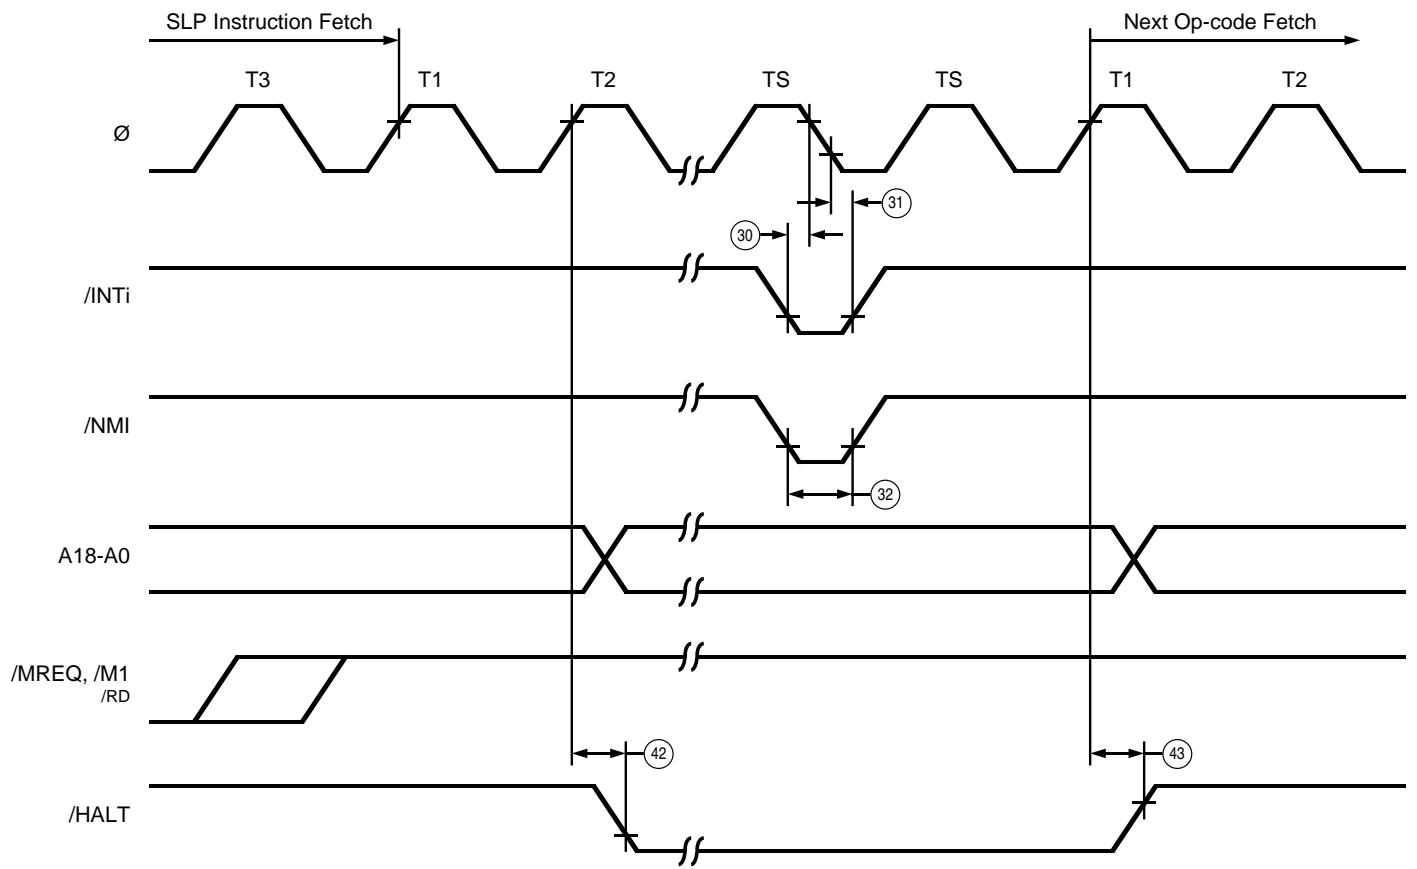 SLP Instruction Fetch
Next Op-code Fetch
T3 T1 T2 TS TS T1 T2
Ø
31
30
/INTi
/NMI
32
A18-A0
/MREQ, /M1
/RD
42
43
/HALT